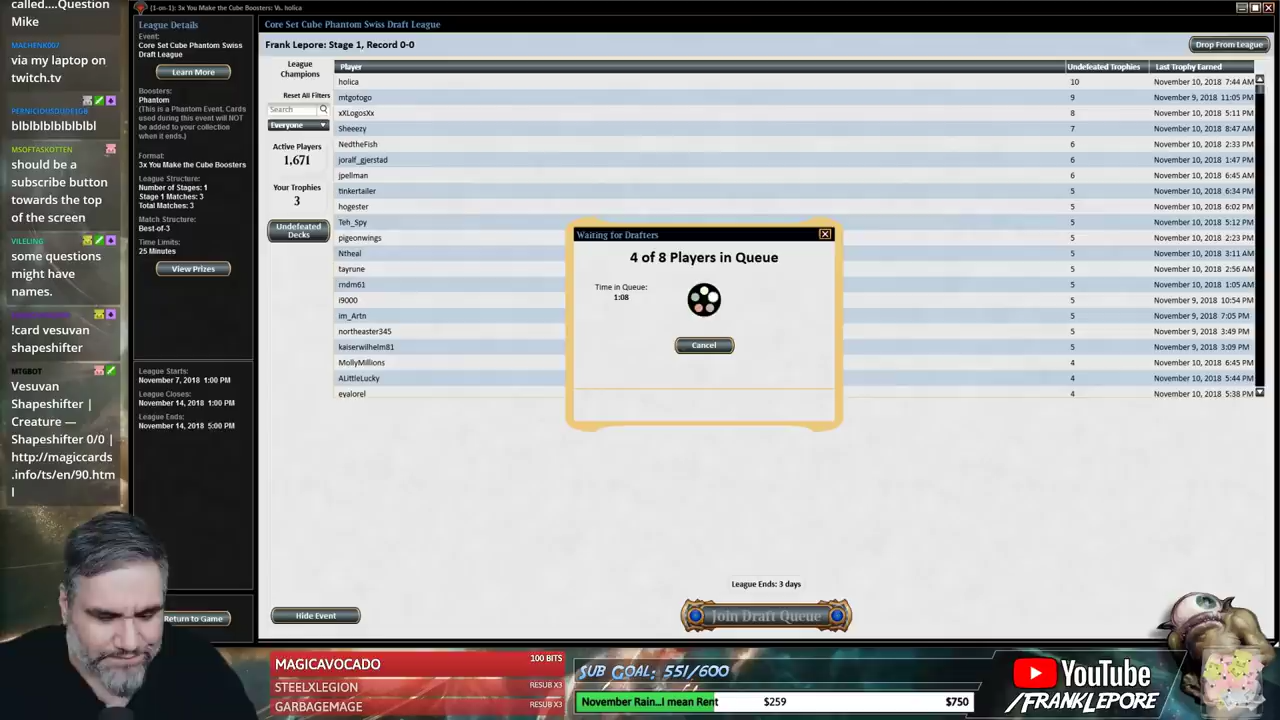 [1-on-1]: 3x You Make the Cube Boosters: Vs. holica
called....Question
Mike
MACHENK007
via my laptop on
twitch.tv
blblblblblblbl
MSOFTASKOTTEN
should be a
subscribe button
towards the top
of the screen
VILELING
some questions
might have
names.
!card vesuvan
shapeshifter
MTGBOT
Vesuvan
Shapeshifter |
Creature —
Shapeshifter 0/0 |
http://magiccards
.info/ts/en/90.htm
l
League Details
Event:
Core Set Cube Phantom Swiss
Draft League
Learn More
Boosters:
Phantom
(This is a Phantom Event. Cards
used during this event will NOT
be added to your collection
when it ends.)
Format:
3x You Make the Cube Boosters
League Structure:
Number of Stages: 1
Stage 1 Matches: 3
Total Matches: 3
Match Structure:
Best-of-3
Time Limits:
25 Minutes
View Prizes
League Starts:
November 7, 2018 1:00 PM
League Closes:
November 14, 2018 1:00 PM
League Ends:
November 14, 2018 5:00 PM
Return to Game
Core Set Cube Phantom Swiss Draft League
Frank Lepore: Stage 1, Record 0-0
Drop From League
League
Champions
Reset All Filters
Search
Everyone
Active Players
1,671
Your Trophies
3
Undefeated
Decks
Player Undefeated Trophies Last Trophy Earned
holica 10 November 10, 2018 7:44 AM
mtgotogo 9 November 9, 2018 11:05 PM
xXLogosXx 8 November 10, 2018 5:11 PM
Sheeezy 7 November 10, 2018 8:47 AM
NedtheFish 6 November 10, 2018 2:33 PM
joralf_gjerstad 6 November 10, 2018 1:47 PM
jpellman 6 November 10, 2018 6:45 AM
tinkertailer 5 November 10, 2018 6:34 PM
hogester 5 November 10, 2018 6:02 PM
Teh_Spy 5 November 10, 2018 5:12 PM
pigeonwings 5 November 10, 2018 2:23 PM
Ntheal 5 November 10, 2018 3:11 AM
tayrune 5 November 10, 2018 2:56 AM
rndm61 5 November 10, 2018 1:05 AM
i9000 5 November 9, 2018 10:54 PM
im_Artn 5 November 9, 2018 7:05 PM
northeaster345 5 November 9, 2018 3:49 PM
kaiserwilhelm81 5 November 9, 2018 3:09 PM
MollyMillions 4 November 10, 2018 6:45 PM
ALittleLucky 4 November 10, 2018 5:44 PM
evalorel 4 November 10, 2018 5:38 PM
Waiting for Drafters
4 of 8 Players in Queue
Time in Queue:
1:08
Cancel
League Ends: 3 days
Hide Event
Join Draft Queue
MAGICAVOCADO 100 BITS
STEELXLEGION RESUB X3
GARBAGEMAGE RESUB X3
SUB GOAL: 551/600
November Rain...I mean Rent $259 $750
YouTube
/FRANKLEPORE